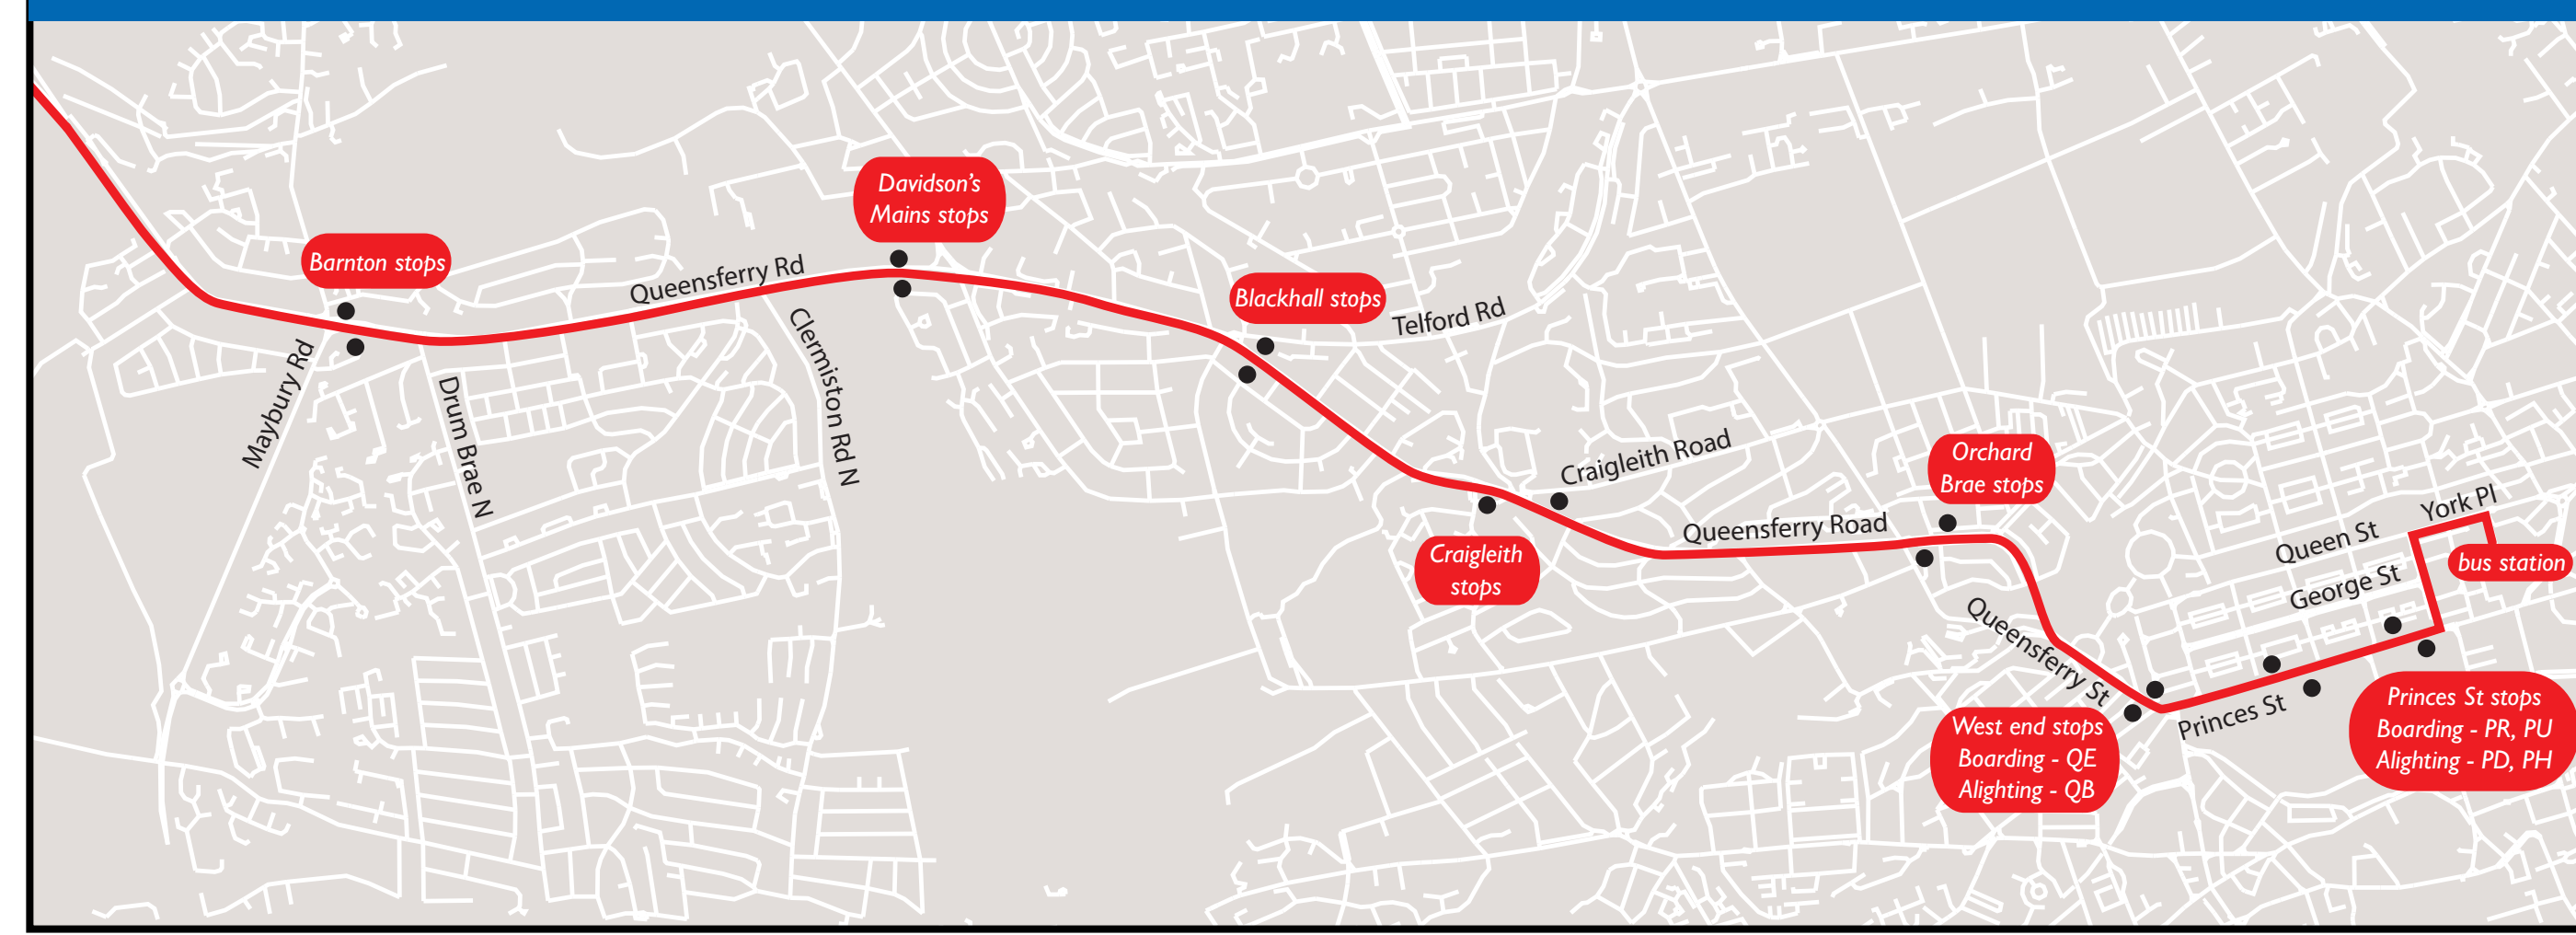 Davidson's
Mains stops
Barnton stops
Queensferry Rd
Blackhall stops
Telford Rd
Clermiston Rd N
Maybury Rd
Drum Brae N
Craigleith Road
Orchard
Brae stops
Queensferry Road
Craigleith
stops
York Pl
Queen St
bus station
George St
Queensferry St
Princes St
West end stops
Boarding - QE
Alighting - QB
Princes St stops
Boarding - PR, PU
Alighting - PD, PH